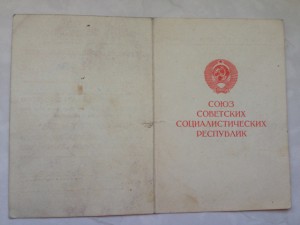 СОЮЗ
СОВЕТСКИХ
СОЦИАЛИСТИЧЕСКИХ
РЕСПУБЛИК